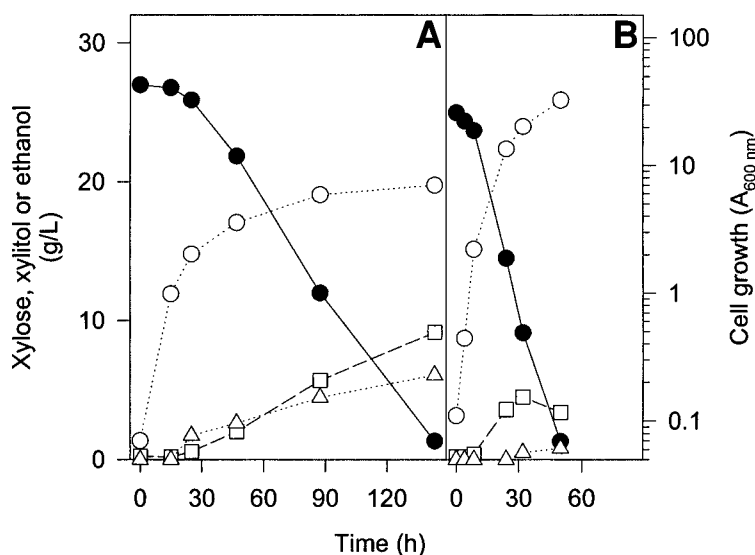 A
B
30
20
10
0
100
10
1
0.1
Xylose, xylitol or ethanol
(g/L)
Cell growth (A600 nm)
0 30 60 90 120
0 30 60
Time (h)